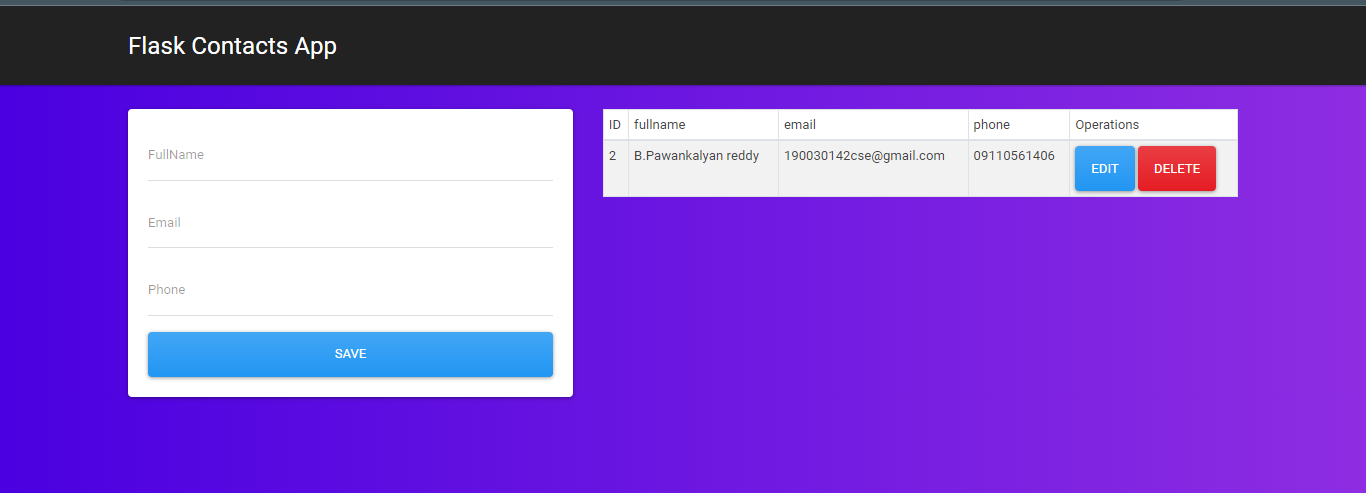 Flask Contacts App
FullName
Email
Phone
SAVE
ID fullname email phone Operations
2 B.Pawankalyan reddy 190030142cse@gmail.com 09110561406 EDIT DELETE